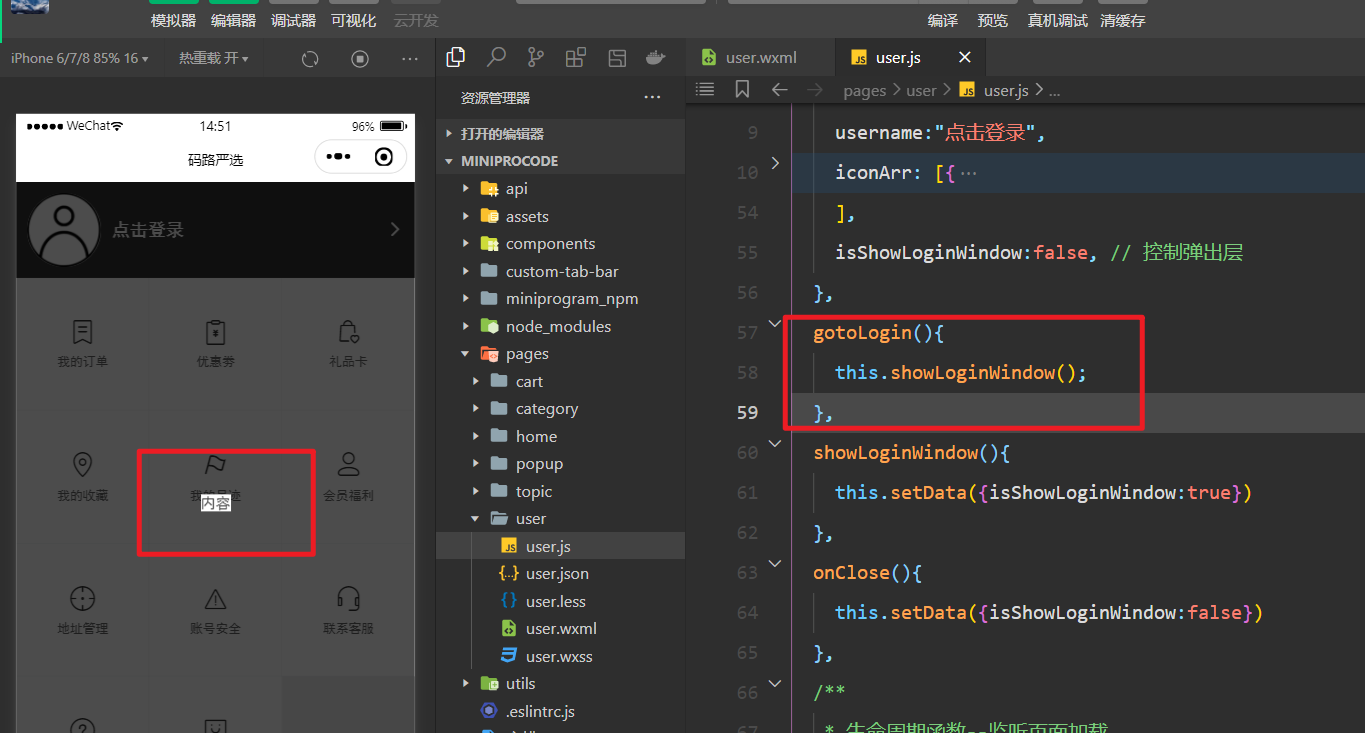 模拟器 编辑器 调试器 可视化 云开发 编译 预览 真机调试 清缓存
iPhone 6/7/8 85% 16 热重载 开
WeChat 14:51 96%
码路严选
点击登录
我的订单 优惠劵 礼品卡
我的收藏 会员福利
内容
地址管理 账号安全 联系客服
资源管理器
打开的编辑器
MINIPROCODE
api
assets
components
custom-tab-bar
miniprogram_npm
node_modules
pages
cart
category
home
popup
topic
user
user.js
user.json
user.less
user.wxml
user.wxss
utils
.eslintrc.js
user.wxml user.js
pages > user > user.js > ...
9 username:"点击登录",
10 iconArr: [{···
54 ],
55 isShowLoginWindow:false, // 控制弹出层
56 },
57 gotoLogin(){
58 this.showLoginWindow();
59 },
60 showLoginWindow(){
61 this.setData({isShowLoginWindow:true})
62 },
63 onClose(){
64 this.setData({isShowLoginWindow:false})
65 },
66 /**
67 * 生命周期函数--监听页面加载